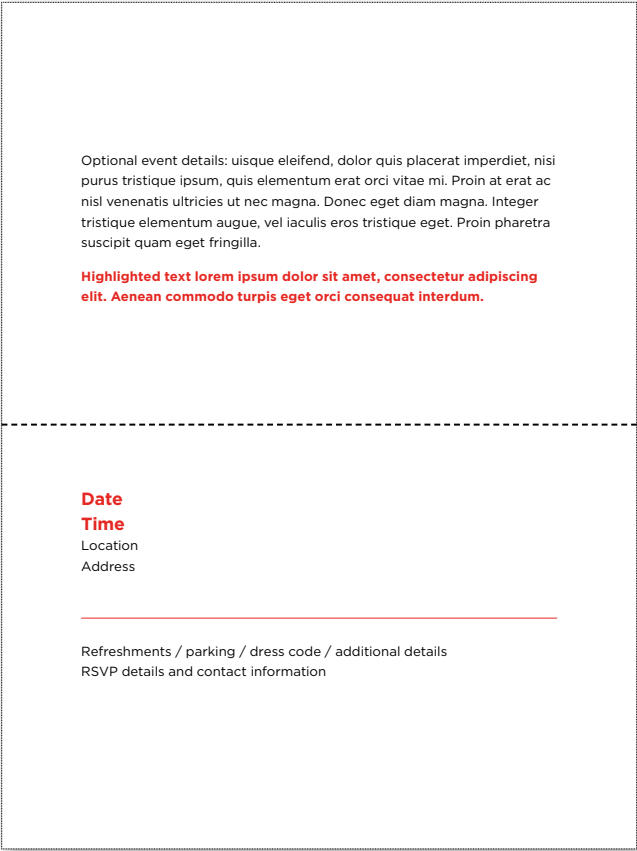 Optional event details: uisque eleifend, dolor quis placerat imperdiet, nisi
purus tristique ipsum, quis elementum erat orci vitae mi. Proin at erat ac
nisl venenatis ultricies ut nec magna. Donec eget diam magna. Integer
tristique elementum augue, vel iaculis eros tristique eget. Proin pharetra
suscipit quam eget fringilla.
Highlighted text lorem ipsum dolor sit amet, consectetur adipiscing
elit. Aenean commodo turpis eget orci consequat interdum.
Date
Time
Location
Address
Refreshments / parking / dress code / additional details
RSVP details and contact information